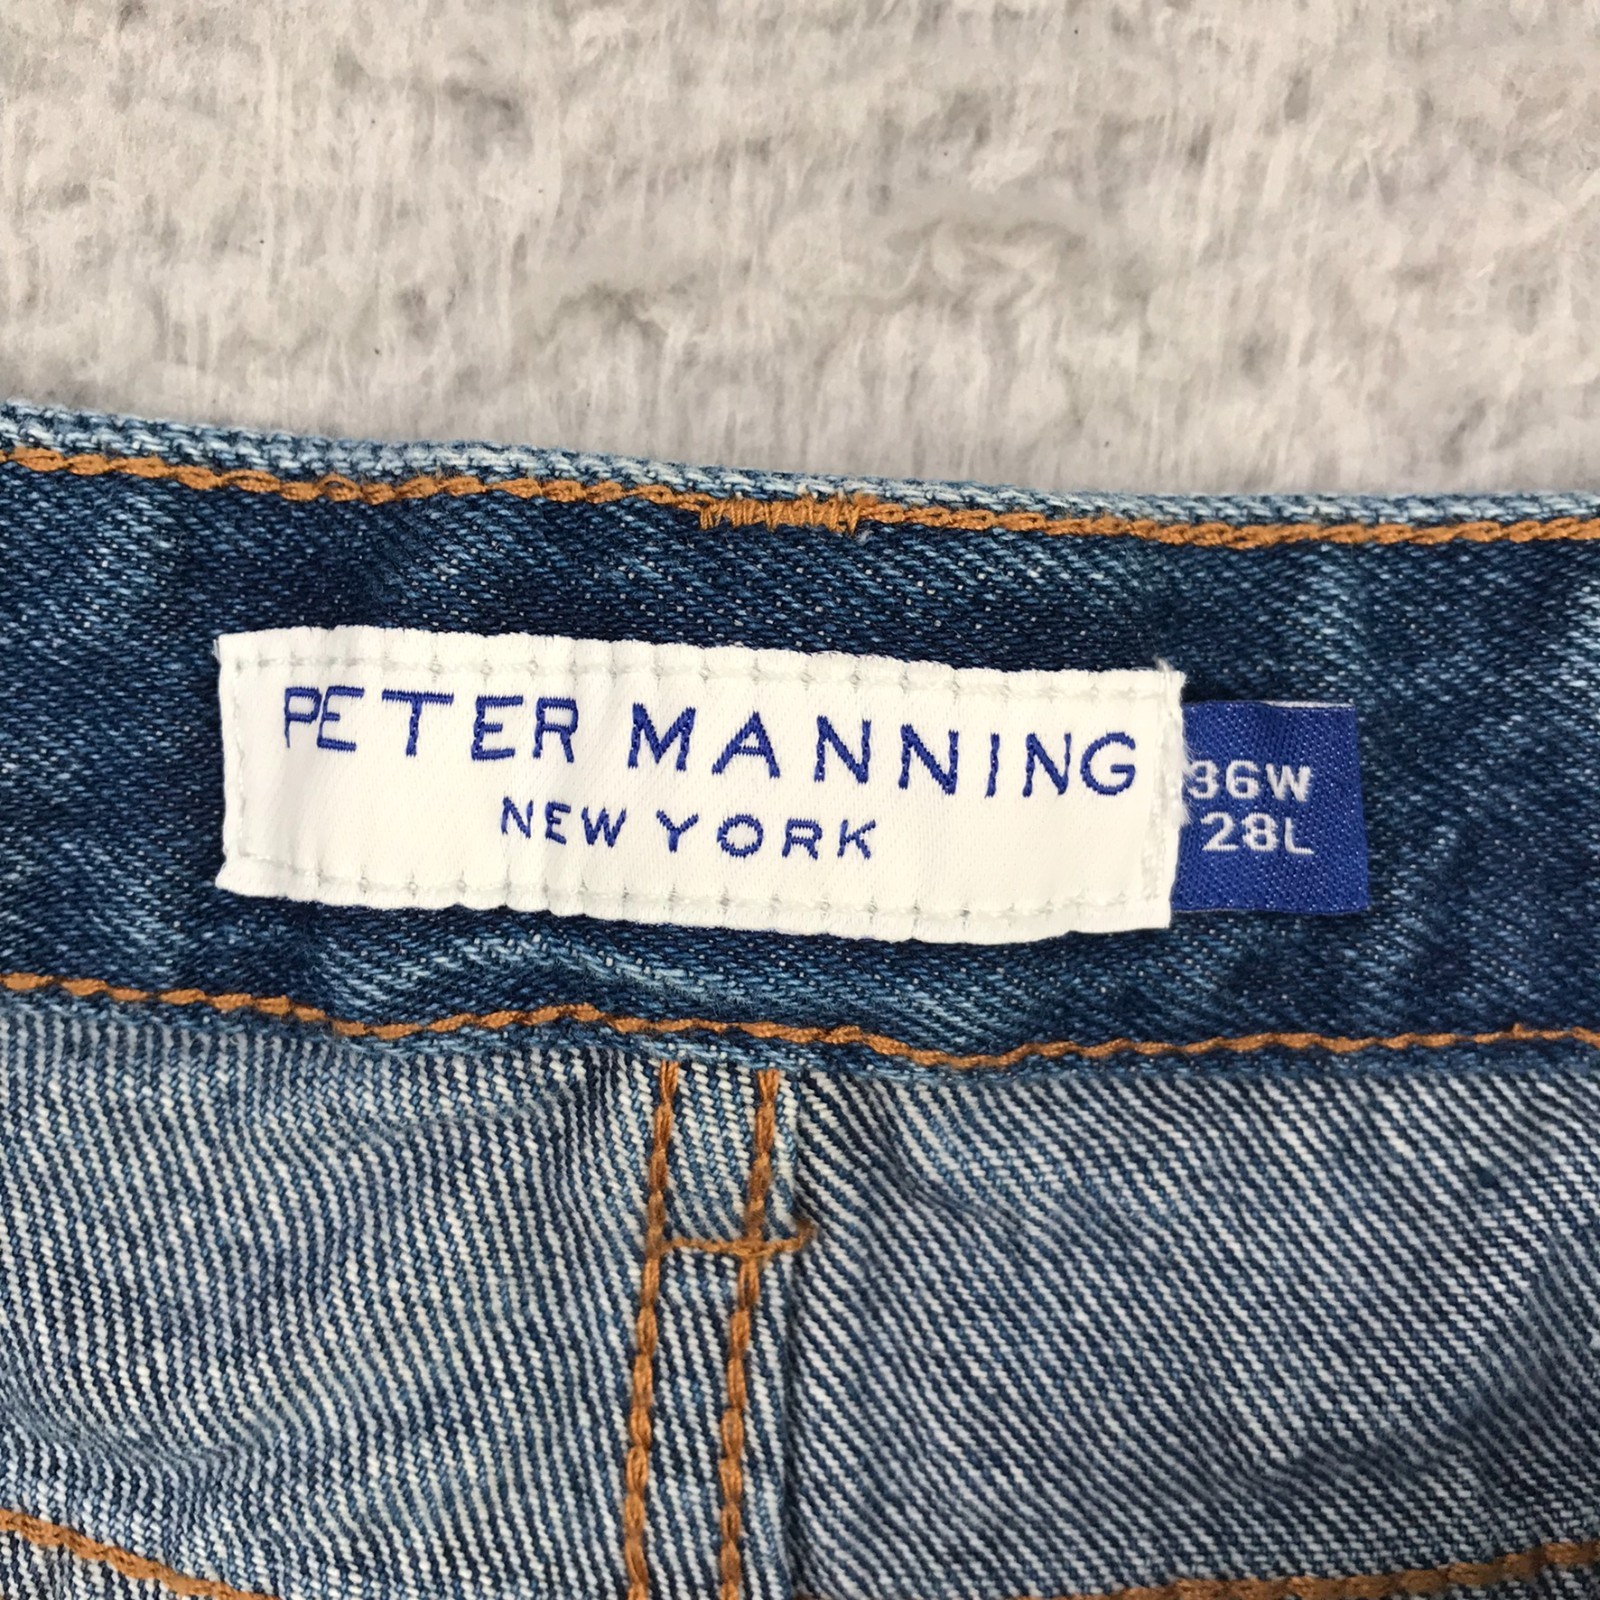 PETER MANNING
NEW YORK
36W
28L